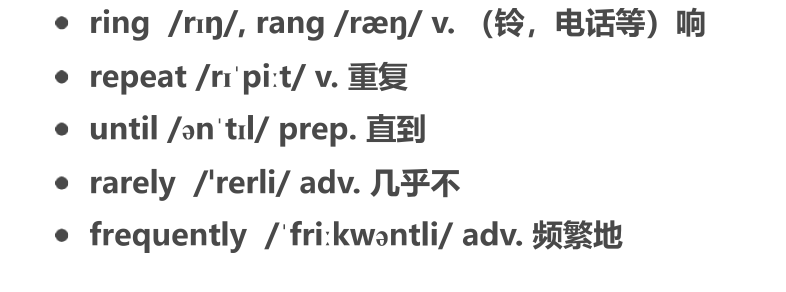 • ring /rɪŋ/, rang /ræŋ/ v. （铃，电话等）响
• repeat /rɪˈpiːt/ v. 重复
• until /ənˈtɪl/ prep. 直到
• rarely /'rerli/ adv. 几乎不
• frequently /ˈfriːkwəntli/ adv. 频繁地